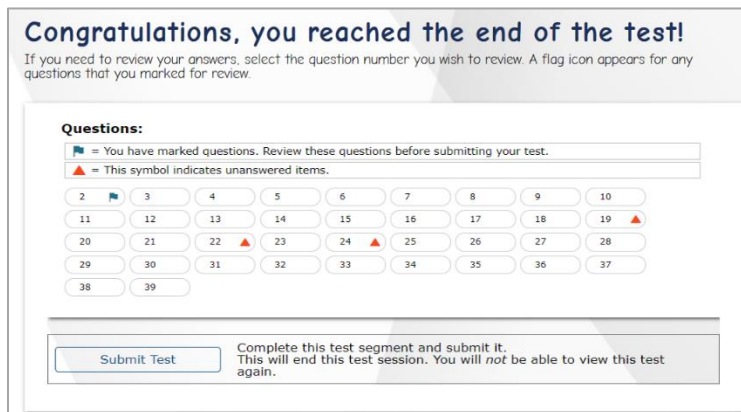 Congratulations, you reached the end of the test!
If you need to review your answers, select the question number you wish to review. A flag icon appears for any
questions that you marked for review.
Questions:
= You have marked questions. Review these questions before submitting your test.
= This symbol indicates unanswered items.
2 3 4 5 6 7 8 9 10
11 12 13 14 15 16 17 18 19
20 21 22 23 24 25 26 27 28
29 30 31 32 33 34 35 36 37
38 39
Submit Test
Complete this test segment and submit it.
This will end this test session. You will not be able to view this test
again.